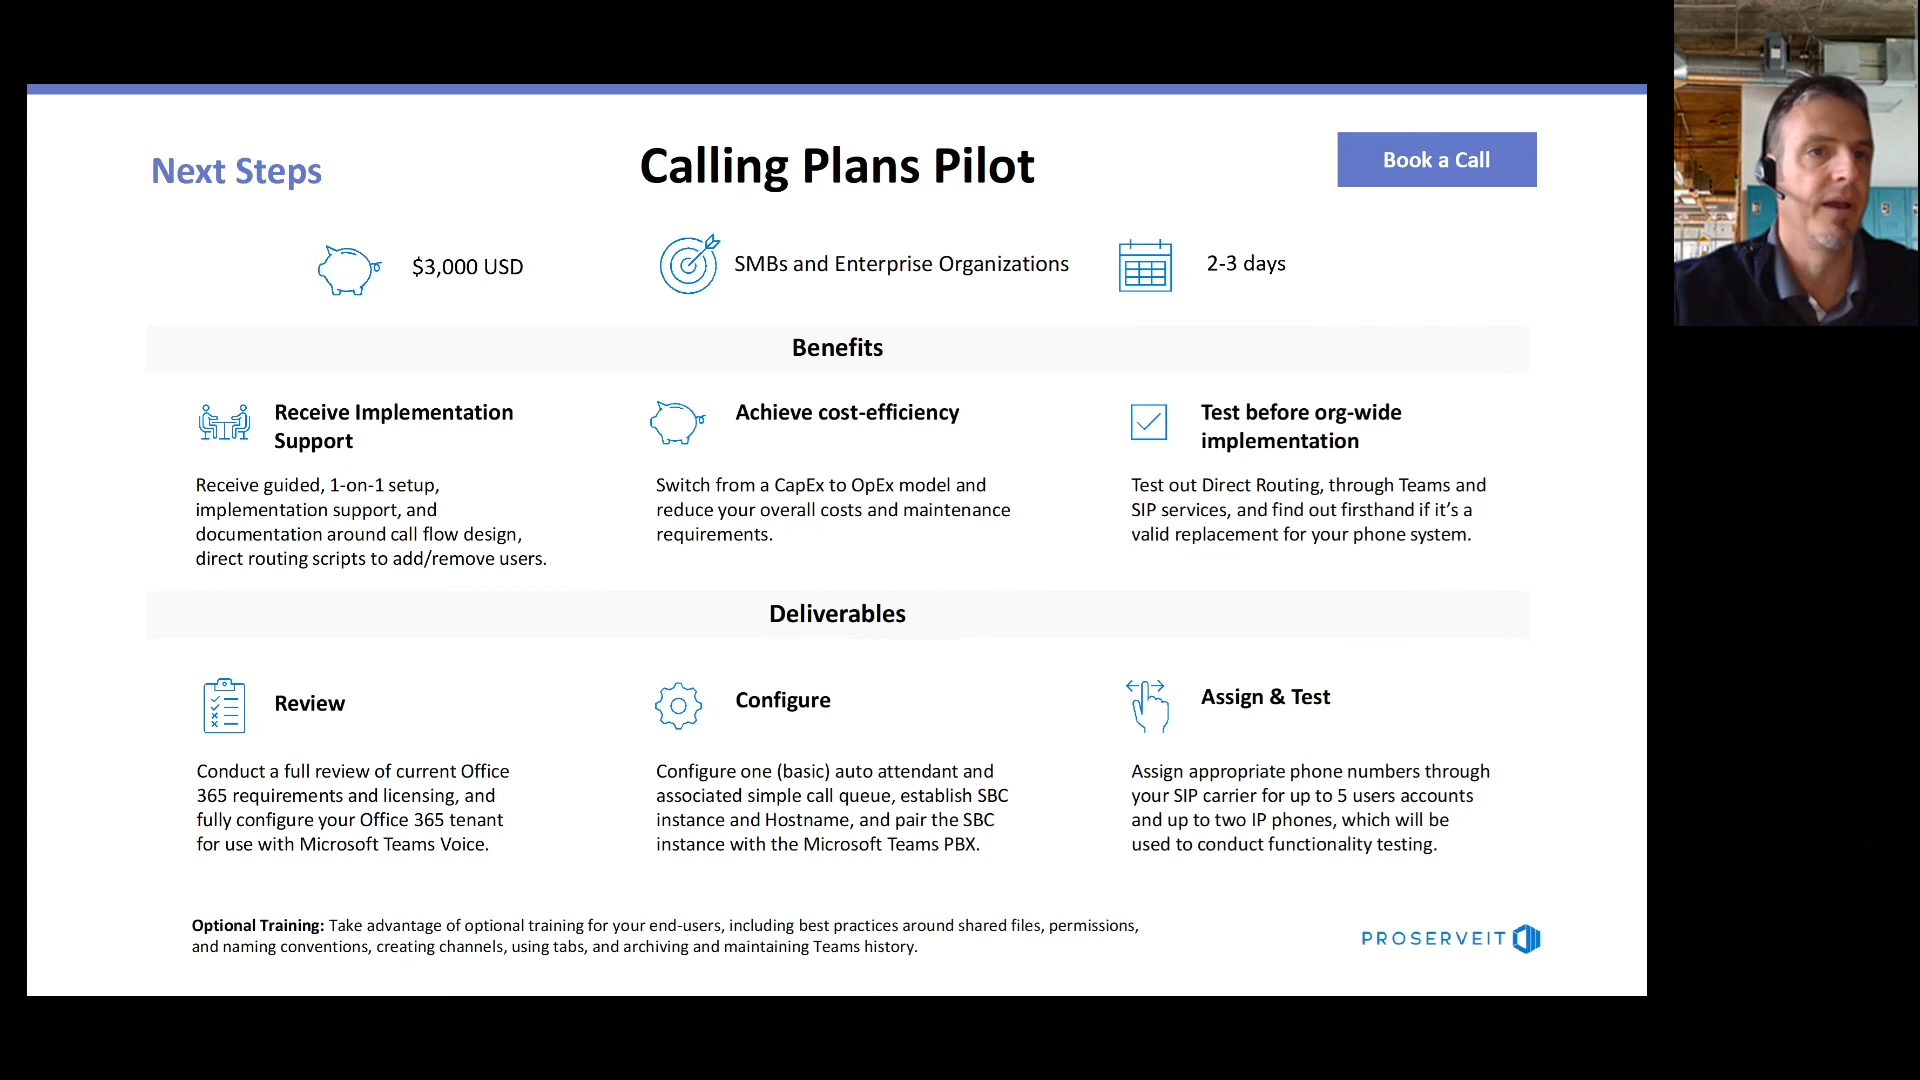 Next Steps
Calling Plans Pilot
Book a Call
$3,000 USD
SMBs and Enterprise Organizations
2-3 days
Benefits
Receive Implementation
Support
Receive guided, 1-on-1 setup,
implementation support, and
documentation around call flow design,
direct routing scripts to add/remove users.
Achieve cost-efficiency
Switch from a CapEx to OpEx model and
reduce your overall costs and maintenance
requirements.
Test before org-wide
implementation
Test out Direct Routing, through Teams and
SIP services, and find out firsthand if it’s a
valid replacement for your phone system.
Deliverables
Review
Conduct a full review of current Office
365 requirements and licensing, and
fully configure your Office 365 tenant
for use with Microsoft Teams Voice.
Configure
Configure one (basic) auto attendant and
associated simple call queue, establish SBC
instance and Hostname, and pair the SBC
instance with the Microsoft Teams PBX.
Assign & Test
Assign appropriate phone numbers through
your SIP carrier for up to 5 users accounts
and up to two IP phones, which will be
used to conduct functionality testing.
Optional Training: Take advantage of optional training for your end-users, including best practices around shared files, permissions,
and naming conventions, creating channels, using tabs, and archiving and maintaining Teams history.
PROSERVEIT